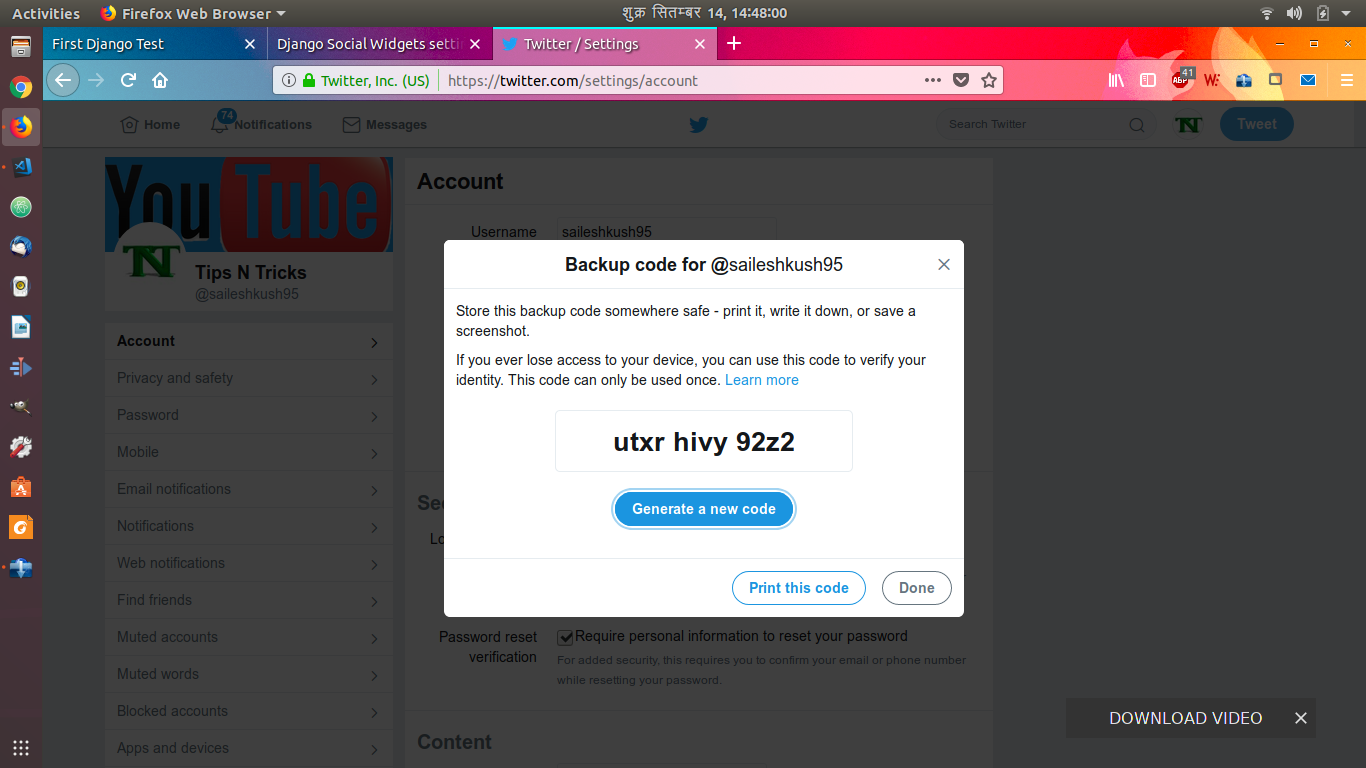 Activities
Firefox Web Browser
शुक्र सितम्बर 14, 14:48:00
First Django Test
Django Social Widgets setti
Twitter / Settings
Twitter, Inc. (US)
https://twitter.com/settings/account
ABP
41
W:
Home
74
Notifications
Messages
Search Twitter
TNT
Tweet
YouTube
TNT
Tips N Tricks
@saileshkush95
Account
Privacy and safety
Password
Mobile
Email notifications
Notifications
Web notifications
Find friends
Muted accounts
Muted words
Blocked accounts
Apps and devices
Account
Username
saileshkush95
Backup code for @saileshkush95
Store this backup code somewhere safe - print it, write it down, or save a
screenshot.
If you ever lose access to your device, you can use this code to verify your
identity. This code can only be used once. Learn more
utxr hivy 92z2
Generate a new code
Print this code
Done
Se
Lo
Password reset
verification
Require personal information to reset your password
For added security, this requires you to confirm your email or phone number
while resetting your password.
Content
DOWNLOAD VIDEO